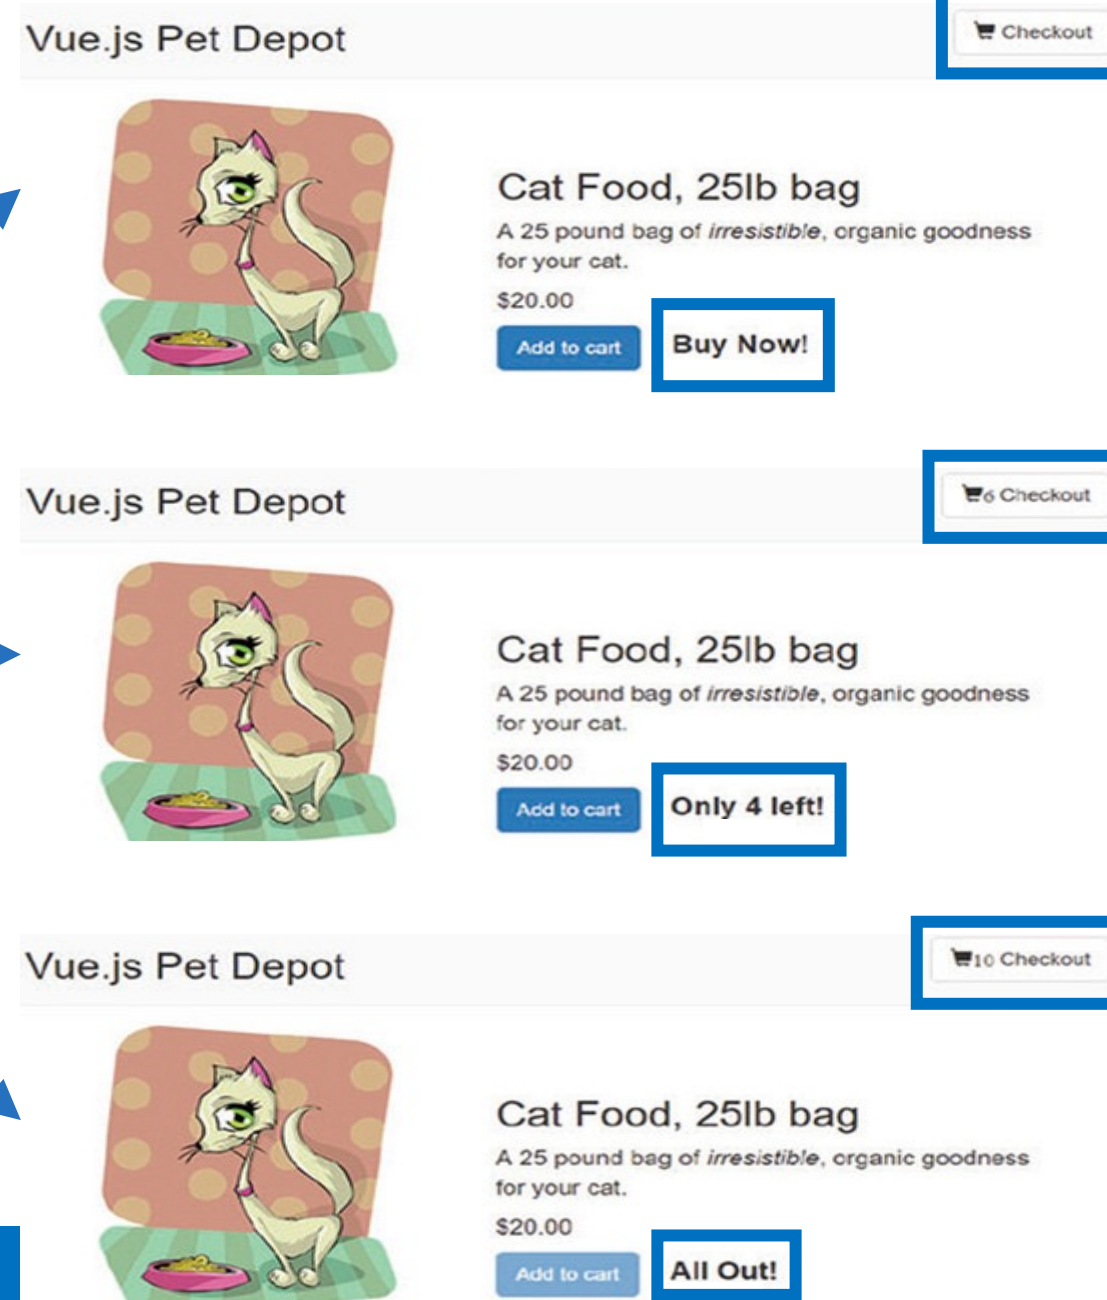 Vue.js Pet Depot
Checkout
Cat Food, 25lb bag
A 25 pound bag of irresistible, organic goodness
for your cat.
$20.00
Add to cart
Buy Now!
Vue.js Pet Depot
6 Checkout
Cat Food, 25lb bag
A 25 pound bag of irresistible, organic goodness
for your cat.
$20.00
Add to cart
Only 4 left!
Vue.js Pet Depot
10 Checkout
Cat Food, 25lb bag
A 25 pound bag of irresistible, organic goodness
for your cat.
$20.00
Add to cart
All Out!